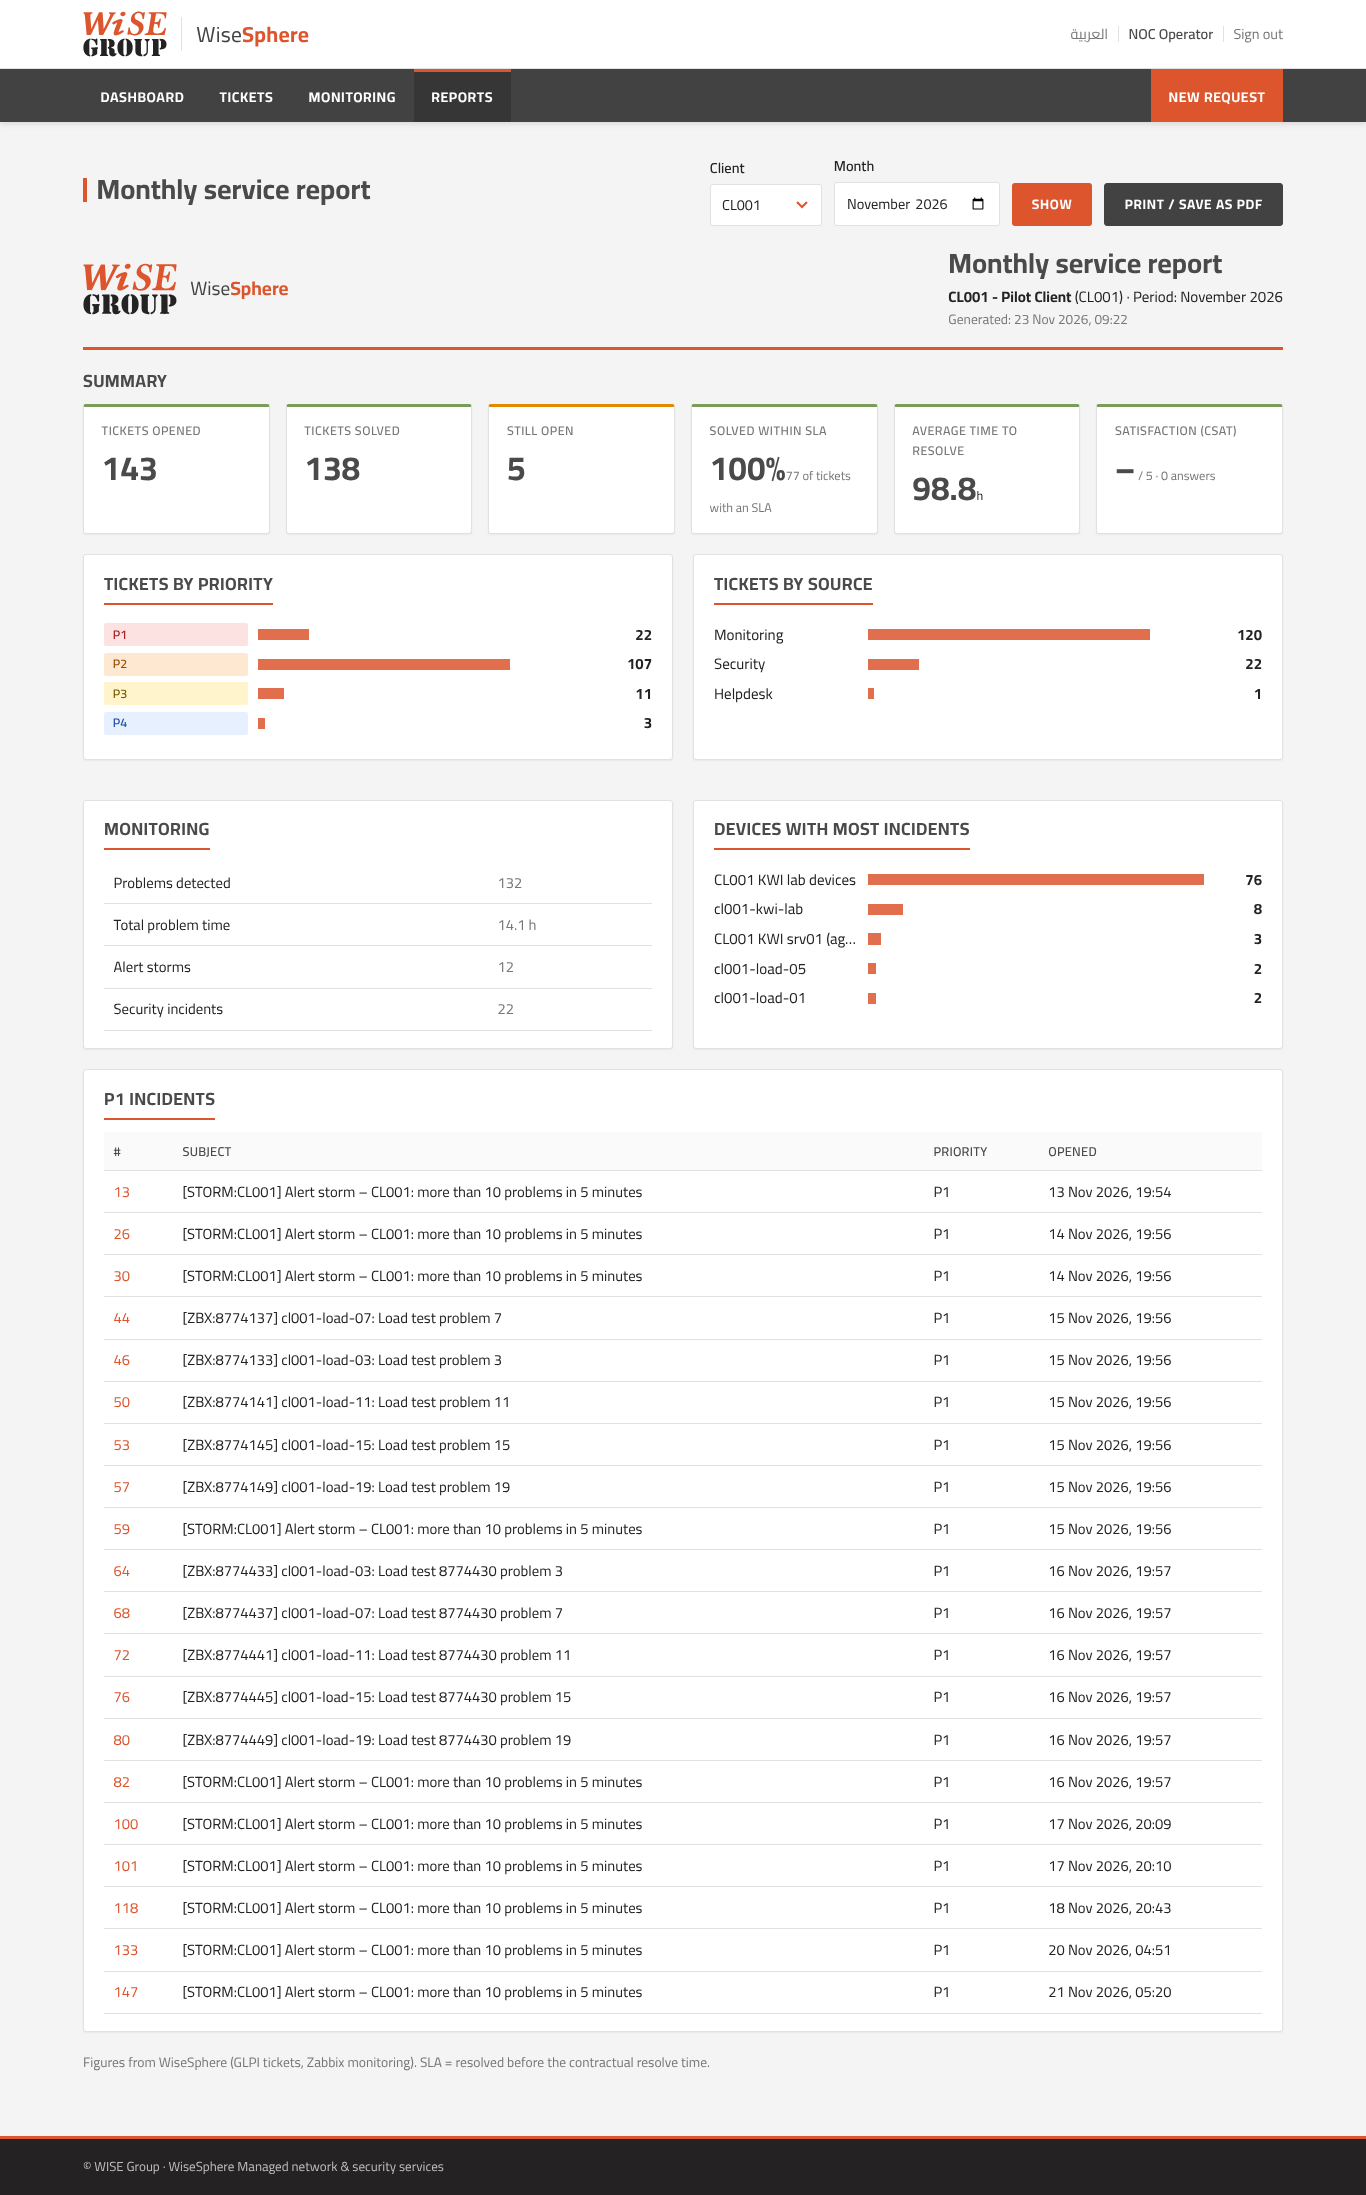 WiSE
GROUP
WiseSphere
العربية
NOC Operator
Sign out
DASHBOARD
TICKETS
MONITORING
REPORTS
NEW REQUEST
Monthly service report
Client
CL001
Month
November 2026
SHOW
PRINT / SAVE AS PDF
WiSE
GROUP
WiseSphere
Monthly service report
CL001 - Pilot Client (CL001) · Period: November 2026
Generated: 23 Nov 2026, 09:22
SUMMARY
TICKETS OPENED
143
TICKETS SOLVED
138
STILL OPEN
5
SOLVED WITHIN SLA
100%77 of tickets
with an SLA
AVERAGE TIME TO
RESOLVE
98.8h
SATISFACTION (CSAT)
– / 5 · 0 answers
TICKETS BY PRIORITY
P1 22
P2 107
P3 11
P4 3
TICKETS BY SOURCE
Monitoring 120
Security 22
Helpdesk 1
MONITORING
Problems detected 132
Total problem time 14.1 h
Alert storms 12
Security incidents 22
DEVICES WITH MOST INCIDENTS
CL001 KWI lab devices 76
cl001-kwi-lab 8
CL001 KWI srv01 (ag… 3
cl001-load-05 2
cl001-load-01 2
P1 INCIDENTS
# SUBJECT PRIORITY OPENED
13 [STORM:CL001] Alert storm – CL001: more than 10 problems in 5 minutes P1 13 Nov 2026, 19:54
26 [STORM:CL001] Alert storm – CL001: more than 10 problems in 5 minutes P1 14 Nov 2026, 19:56
30 [STORM:CL001] Alert storm – CL001: more than 10 problems in 5 minutes P1 14 Nov 2026, 19:56
44 [ZBX:8774137] cl001-load-07: Load test problem 7 P1 15 Nov 2026, 19:56
46 [ZBX:8774133] cl001-load-03: Load test problem 3 P1 15 Nov 2026, 19:56
50 [ZBX:8774141] cl001-load-11: Load test problem 11 P1 15 Nov 2026, 19:56
53 [ZBX:8774145] cl001-load-15: Load test problem 15 P1 15 Nov 2026, 19:56
57 [ZBX:8774149] cl001-load-19: Load test problem 19 P1 15 Nov 2026, 19:56
59 [STORM:CL001] Alert storm – CL001: more than 10 problems in 5 minutes P1 15 Nov 2026, 19:56
64 [ZBX:8774433] cl001-load-03: Load test 8774430 problem 3 P1 16 Nov 2026, 19:57
68 [ZBX:8774437] cl001-load-07: Load test 8774430 problem 7 P1 16 Nov 2026, 19:57
72 [ZBX:8774441] cl001-load-11: Load test 8774430 problem 11 P1 16 Nov 2026, 19:57
76 [ZBX:8774445] cl001-load-15: Load test 8774430 problem 15 P1 16 Nov 2026, 19:57
80 [ZBX:8774449] cl001-load-19: Load test 8774430 problem 19 P1 16 Nov 2026, 19:57
82 [STORM:CL001] Alert storm – CL001: more than 10 problems in 5 minutes P1 16 Nov 2026, 19:57
100 [STORM:CL001] Alert storm – CL001: more than 10 problems in 5 minutes P1 17 Nov 2026, 20:09
101 [STORM:CL001] Alert storm – CL001: more than 10 problems in 5 minutes P1 17 Nov 2026, 20:10
118 [STORM:CL001] Alert storm – CL001: more than 10 problems in 5 minutes P1 18 Nov 2026, 20:43
133 [STORM:CL001] Alert storm – CL001: more than 10 problems in 5 minutes P1 20 Nov 2026, 04:51
147 [STORM:CL001] Alert storm – CL001: more than 10 problems in 5 minutes P1 21 Nov 2026, 05:20
Figures from WiseSphere (GLPI tickets, Zabbix monitoring). SLA = resolved before the contractual resolve time.
© WISE Group · WiseSphere Managed network & security services